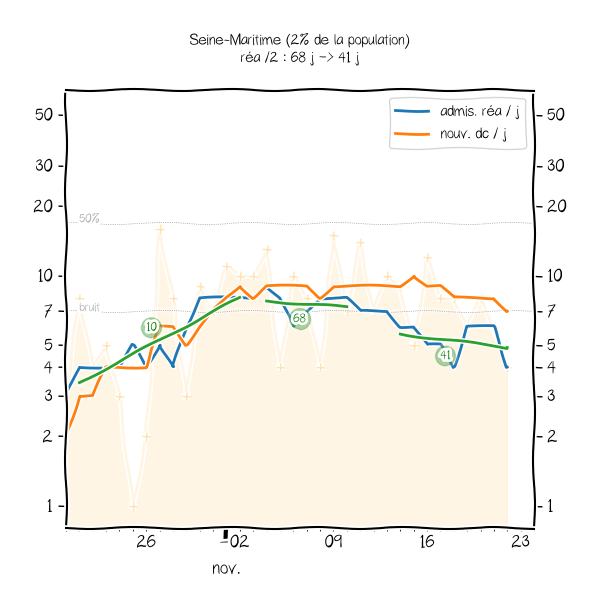 Seine-Maritime (2% de la population)
réa /2 : 68 j -> 41 j
admis. réa / j
nouv. dc / j
50 50
30 30
20 20
50%
10 10
bruit
7 7
5 5
4 4
3 3
2 2
1 1
10
68
41
26 02 09 16 23
nov.